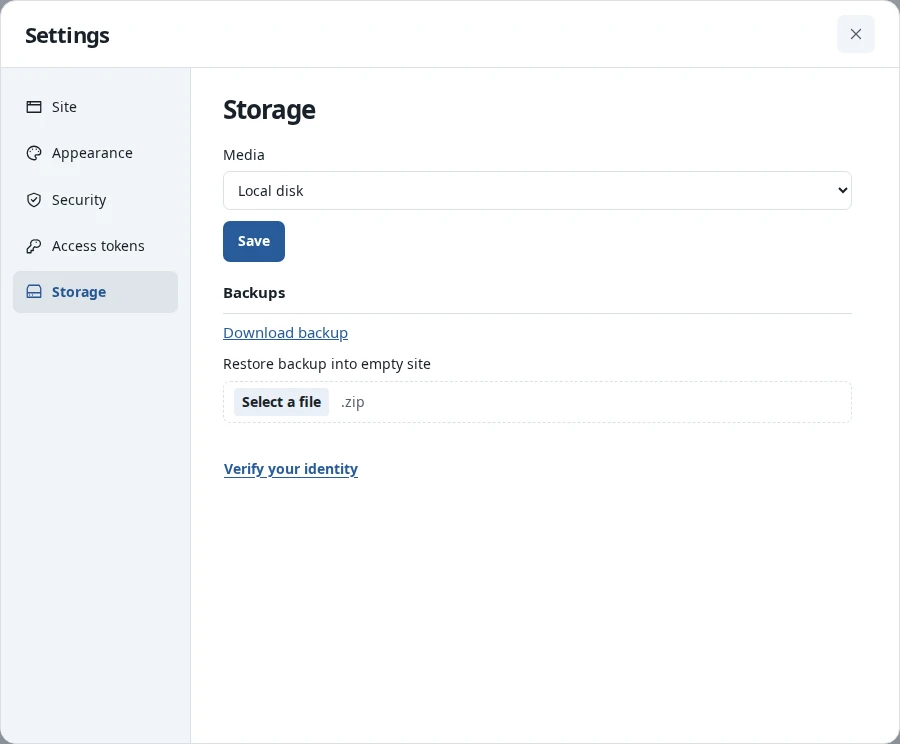 Settings
Site
Appearance
Security
Access tokens
Storage
Storage
Media
Local disk
Save
Backups
Download backup
Restore backup into empty site
Select a file .zip
Verify your identity